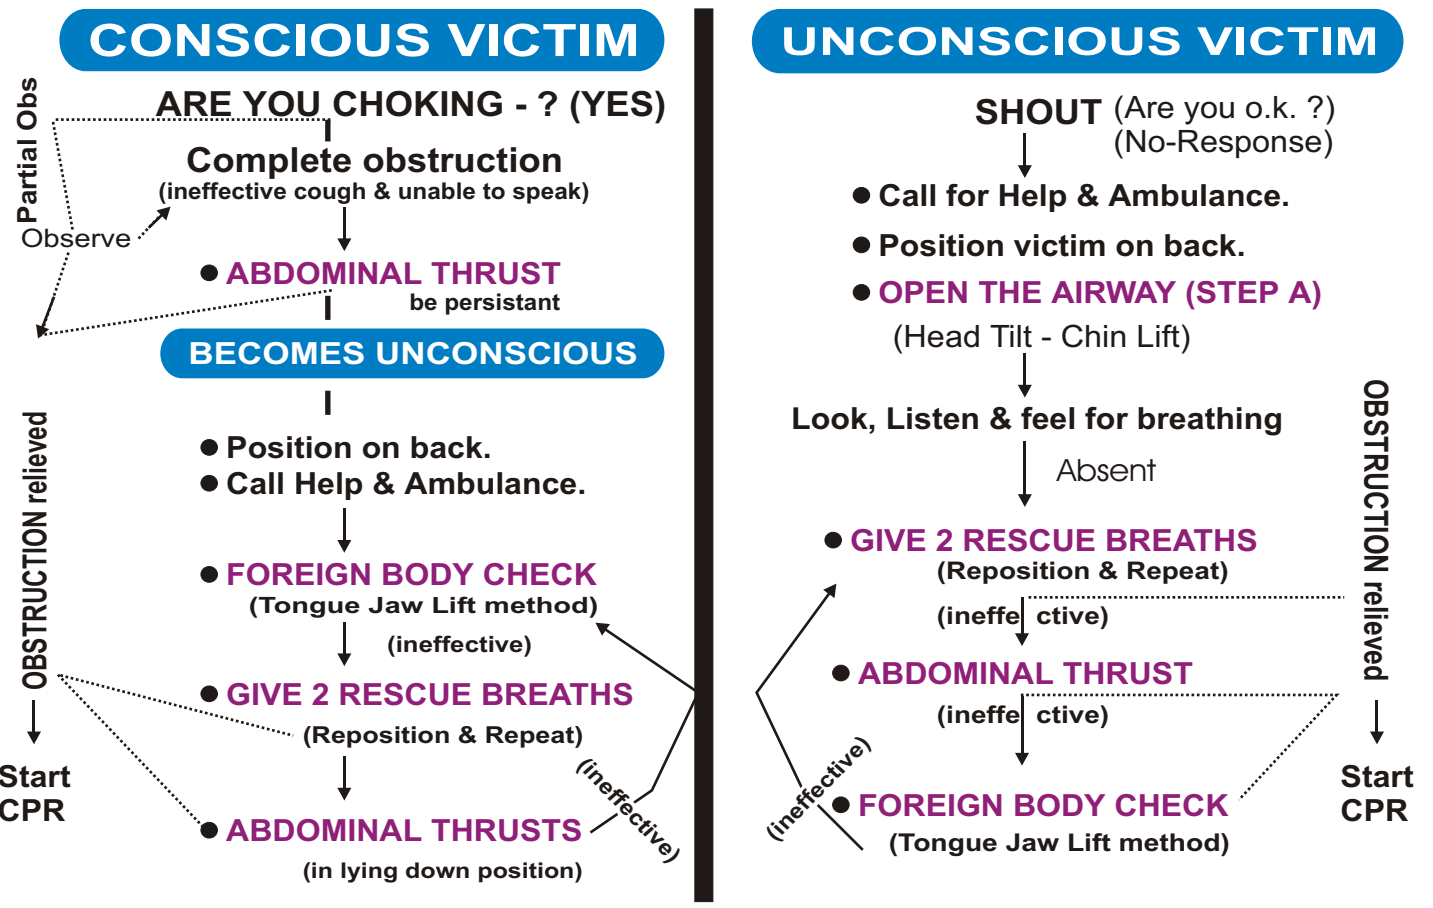 CONSCIOUS VICTIM
ARE YOU CHOKING - ? (YES)
Partial Obs
Complete obstruction
(ineffective cough & unable to speak)
Observe
ABDOMINAL THRUST
be persistant
BECOMES UNCONSCIOUS
Position on back.
Call Help & Ambulance.
FOREIGN BODY CHECK
(Tongue Jaw Lift method)
(ineffective)
GIVE 2 RESCUE BREATHS
(Reposition & Repeat)
(ineffective)
ABDOMINAL THRUSTS
(in lying down position)
OBSTRUCTION relieved
Start
CPR
UNCONSCIOUS VICTIM
SHOUT (Are you o.k. ?)
(No-Response)
Call for Help & Ambulance.
Position victim on back.
OPEN THE AIRWAY (STEP A)
(Head Tilt - Chin Lift)
Look, Listen & feel for breathing
Absent
GIVE 2 RESCUE BREATHS
(Reposition & Repeat)
(ineffe ctive)
ABDOMINAL THRUST
(ineffe ctive)
(ineffective)
FOREIGN BODY CHECK
(Tongue Jaw Lift method)
OBSTRUCTION relieved
Start
CPR